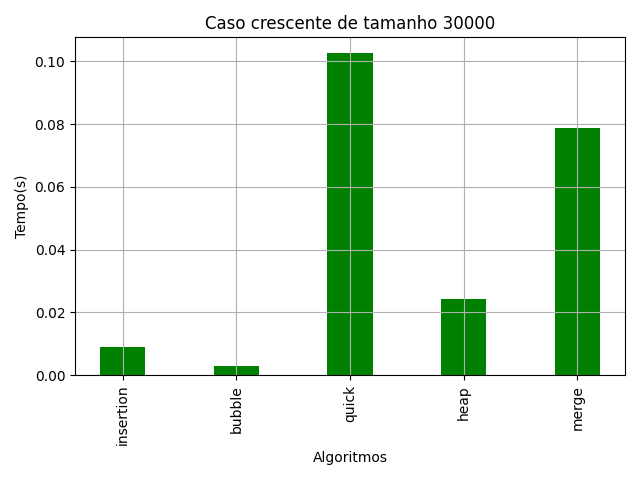 Caso crescente de tamanho 30000
Tempo(s)
0.10
0.08
0.06
0.04
0.02
0.00
insertion
bubble
quick
heap
merge
Algoritmos